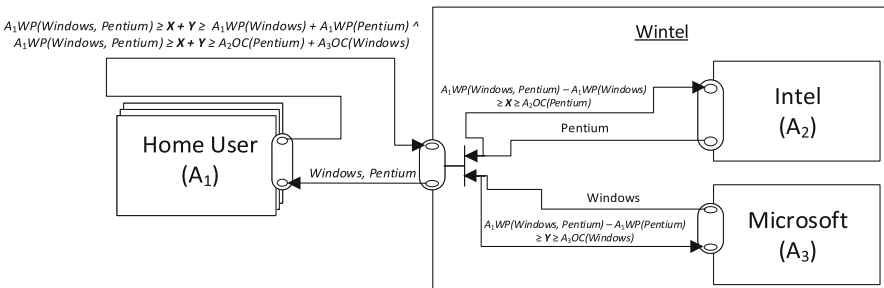 A₁WP(Windows, Pentium) ≥ X + Y ≥ A₁WP(Windows) + A₁WP(Pentium) ^
A₁WP(Windows, Pentium) ≥ X + Y ≥ A₂OC(Pentium) + A₃OC(Windows)
Wintel
A₁WP(Windows, Pentium) – A₁WP(Windows)
≥ X ≥ A₂OC(Pentium)
Intel
(A₂)
Pentium
Home User
(A₁)
Windows, Pentium
Windows
A₁WP(Windows, Pentium) – A₁WP(Pentium)
≥ Y ≥ A₃OC(Windows)
Microsoft
(A₃)